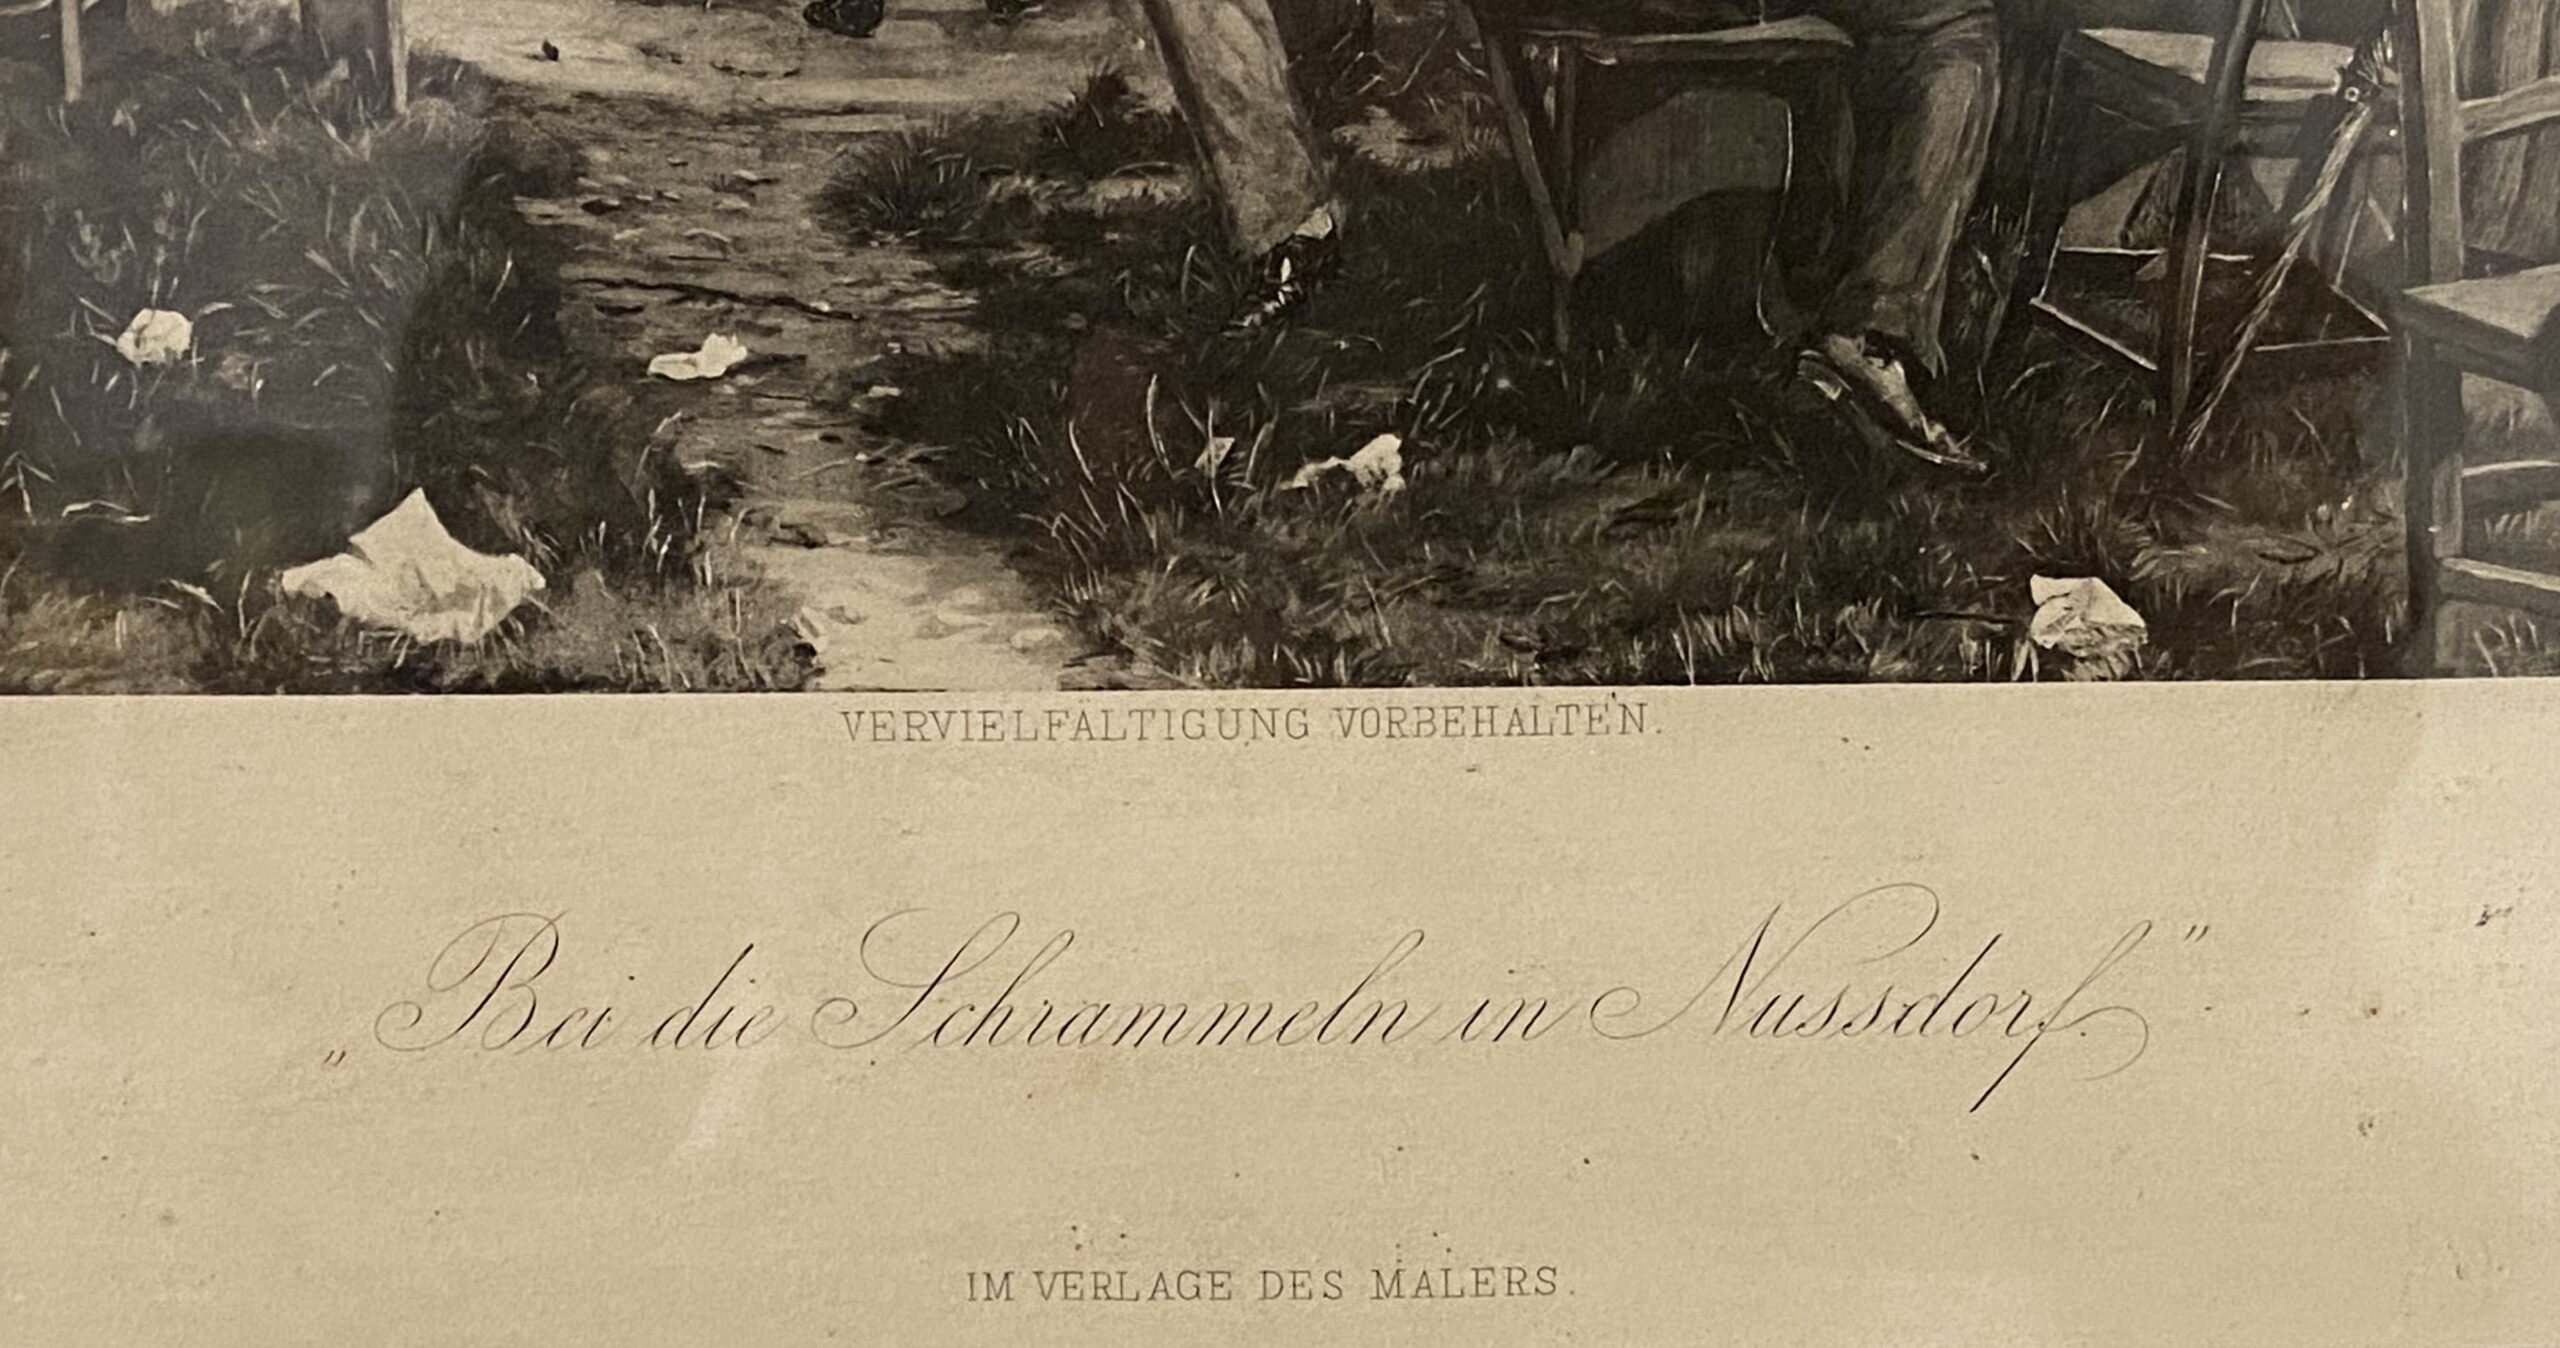 VERVIELFÄLTIGUNG VORBEHALTEN.
„Bei die Schrammeln in Nussdorf."
IM VERLAGE DES MALERS.